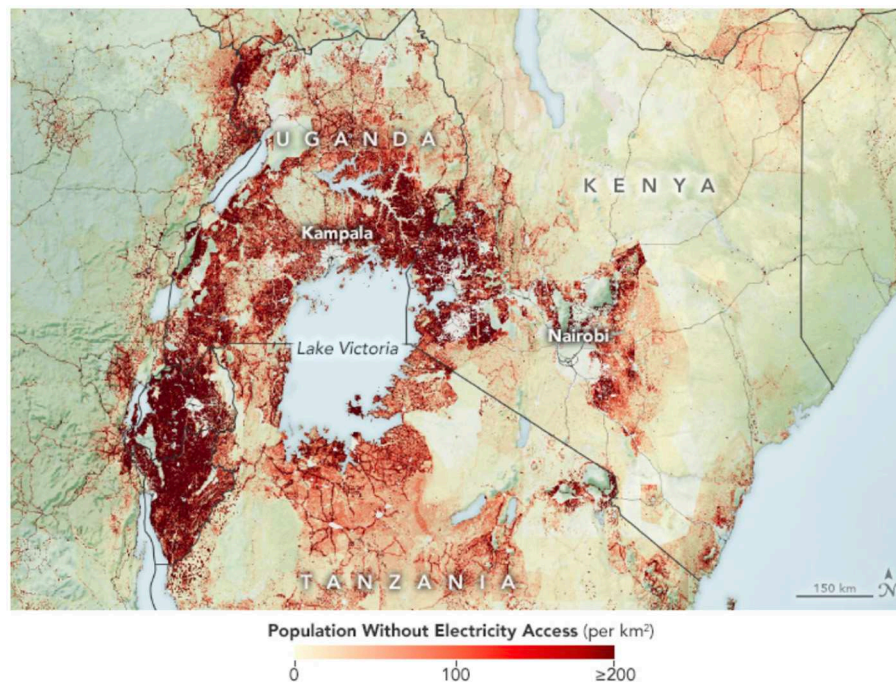 UGANDA
KENYA
Kampala
Nairobi
Lake Victoria
TANZANIA
150 km
N
Population Without Electricity Access (per km²)
0 100 ≥200